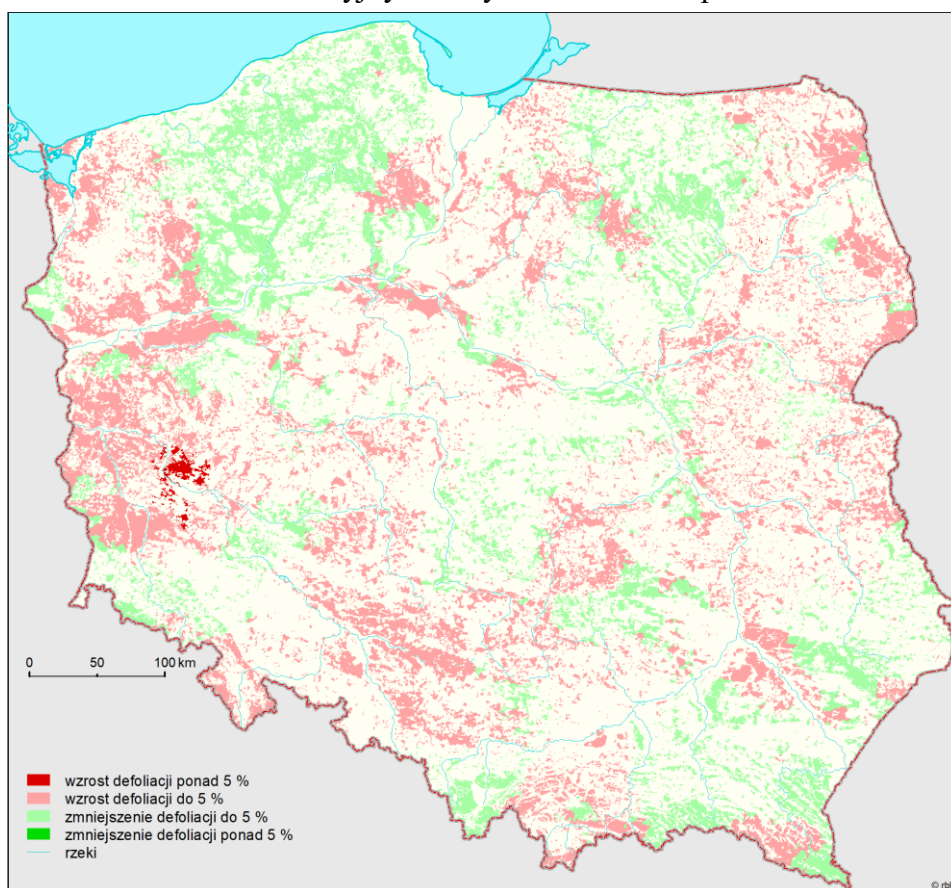 0 50 100 km
wzrost defoliacji ponad 5 %
wzrost defoliacji do 5 %
zmniejszenie defoliacji do 5 %
zmniejszenie defoliacji ponad 5 %
rzeki